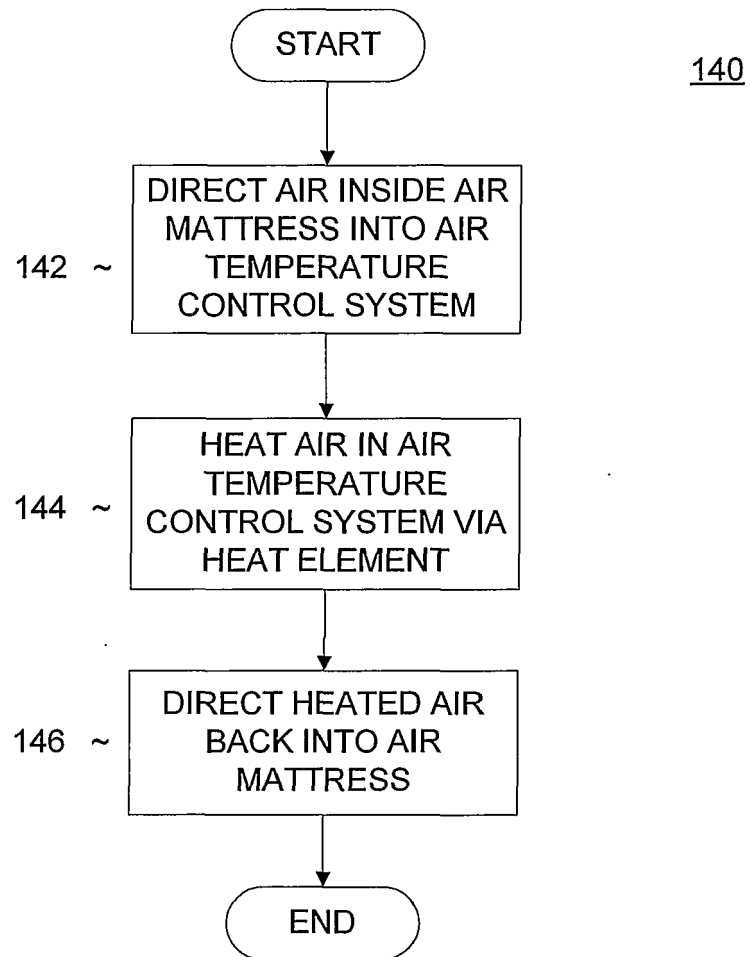 START
140
DIRECT AIR INSIDE AIR
MATTRESS INTO AIR
TEMPERATURE
CONTROL SYSTEM
142 ~
HEAT AIR IN AIR
TEMPERATURE
CONTROL SYSTEM VIA
HEAT ELEMENT
144 ~
DIRECT HEATED AIR
BACK INTO AIR
MATTRESS
146 ~
END